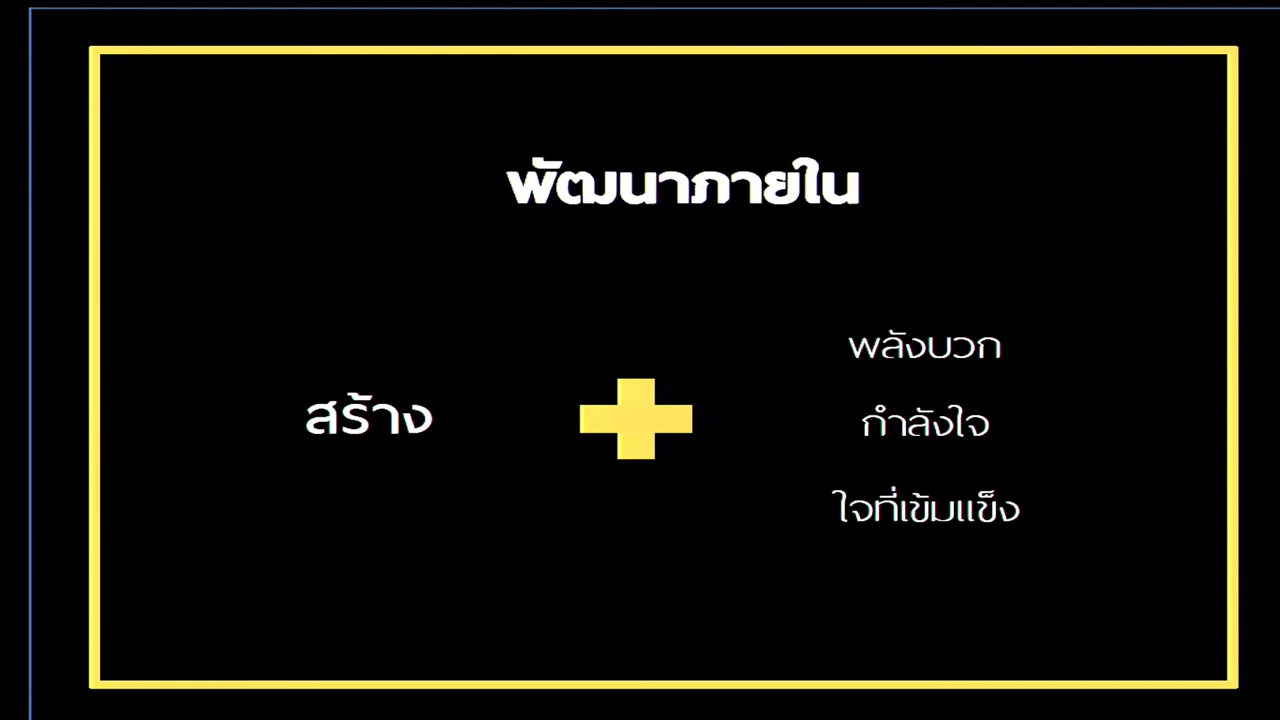 พัฒนาภายใน
สร้าง
พลังบวก
กำลังใจ
ใจที่เข้มแข็ง